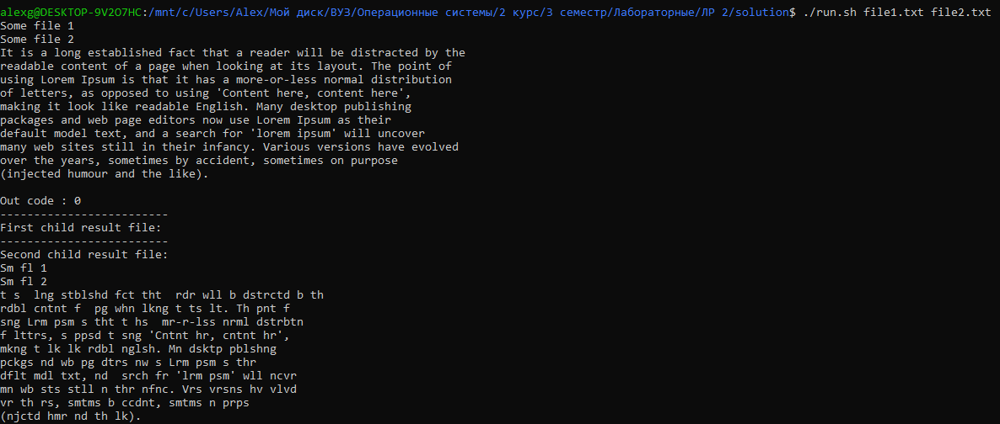 alexg@DESKTOP-9V2O7HC:/mnt/c/Users/Alex/Мой диск/ВУЗ/Операционные системы/2 курс/3 семестр/Лабораторные/ЛР 2/solution$ ./run.sh file1.txt file2.txt
Some file 1
Some file 2
It is a long established fact that a reader will be distracted by the
readable content of a page when looking at its layout. The point of
using Lorem Ipsum is that it has a more-or-less normal distribution
of letters, as opposed to using 'Content here, content here',
making it look like readable English. Many desktop publishing
packages and web page editors now use Lorem Ipsum as their
default model text, and a search for 'lorem ipsum' will uncover
many web sites still in their infancy. Various versions have evolved
over the years, sometimes by accident, sometimes on purpose
(injected humour and the like).
Out code : 0
-------------------------
First child result file:
-------------------------
Second child result file:
Sm fl 1
Sm fl 2
t s  lng stblshd fct tht  rdr wll b dstrctd b th
rdbl cntnt f  pg whn lkng t ts lt. Th pnt f
sng Lrm psm s tht t hs  mr-r-lss nrml dstrbtn
f lttrs, s ppsd t sng 'Cntnt hr, cntnt hr',
mkng t lk lk rdbl nglsh. Mn dsktp pblshng
pckgs nd wb pg dtrs nw s Lrm psm s thr
dflt mdl txt, nd  srch fr 'lrm psm' wll ncvr
mn wb sts stll n thr nfnc. Vrs vrsns hv vlvd
vr th rs, smtms b ccdnt, smtms n prps
(njctd hmr nd th lk).